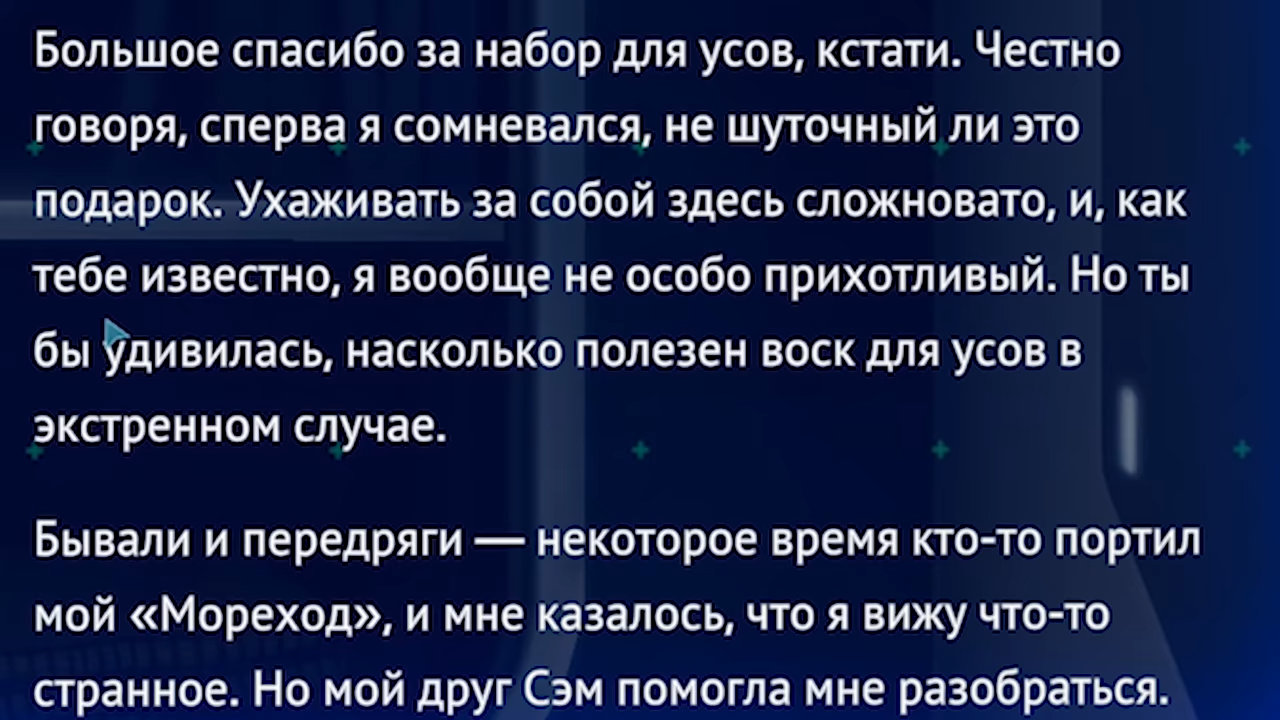 Большое спасибо за набор для усов, кстати. Честно
говоря, сперва я сомневался, не шуточный ли это
подарок. Ухаживать за собой здесь сложновато, и, как
тебе известно, я вообще не особо прихотливый. Но ты
бы удивилась, насколько полезен воск для усов в
экстренном случае.
Бывали и передряги — некоторое время кто-то портил
мой «Мореход», и мне казалось, что я вижу что-то
странное. Но мой друг Сэм помогла мне разобраться.